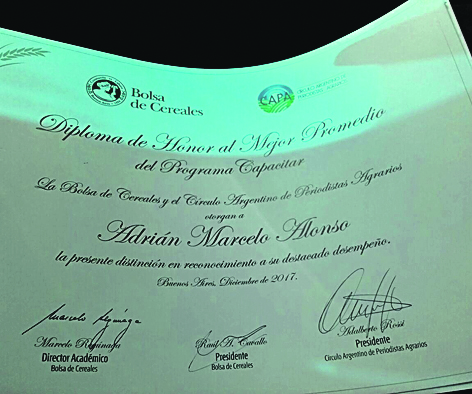 Bolsa
de Cereales
CAPA
Diploma de Honor al Mejor Promedio
del Programa Capacitar
La Bolsa de Cereales y el Círculo Argentino de Periodistas Agrarios
otorgan a
Adrián Marcelo Alonso
la presente distinción en reconocimiento a su destacado desempeño.
Buenos Aires, Diciembre de 2017.
Marcelo
Director Académico
Bolsa de Cereales
Raúl A. Cavallo
Presidente
Bolsa de Cereales
Adalberto Rossi
Presidente
Círculo Argentino de Periodistas Agrarios